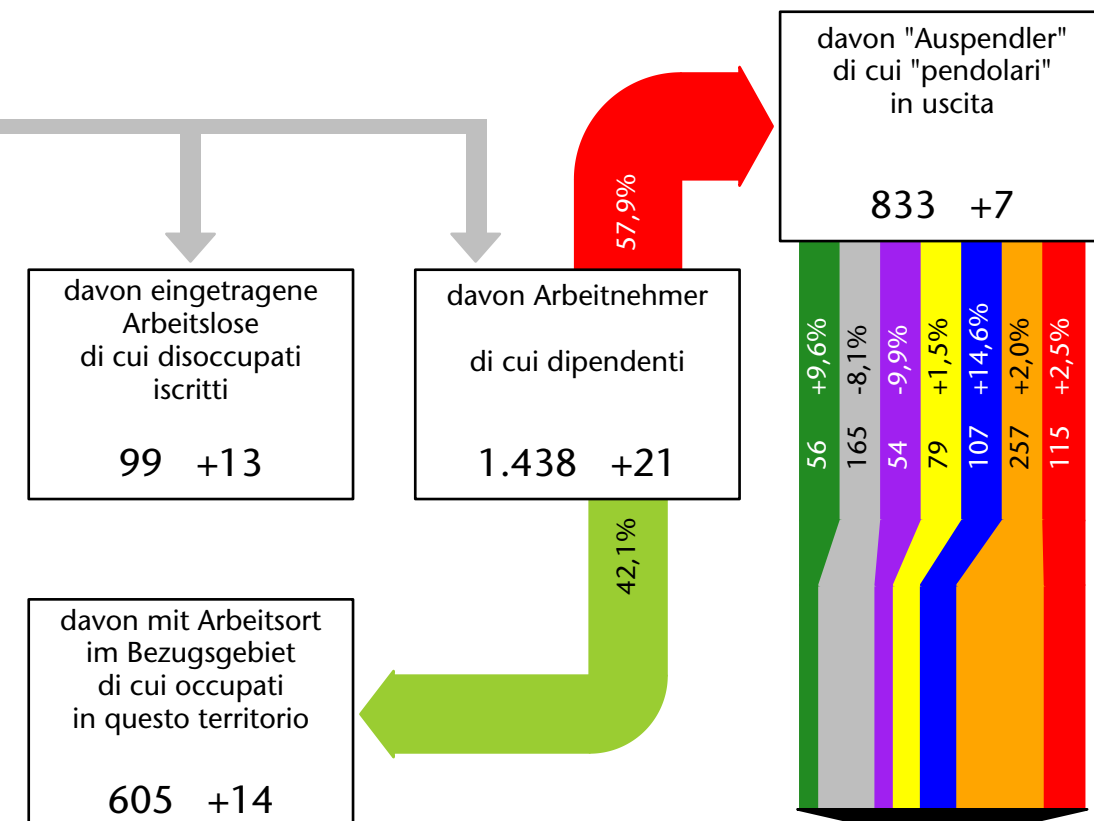 davon "Auspendler"
di cui "pendolari"
in uscita
833 +7
57,9%
davon eingetragene
Arbeitslose
di cui disoccupati
iscritti
99 +13
davon Arbeitnehmer
di cui dipendenti
1.438 +21
56 +9,6%
165 -8,1%
54 -9,9%
79 +1,5%
107 +14,6%
257 +2,0%
115 +2,5%
42,1%
davon mit Arbeitsort
im Bezugsgebiet
di cui occupati
in questo territorio
605 +14